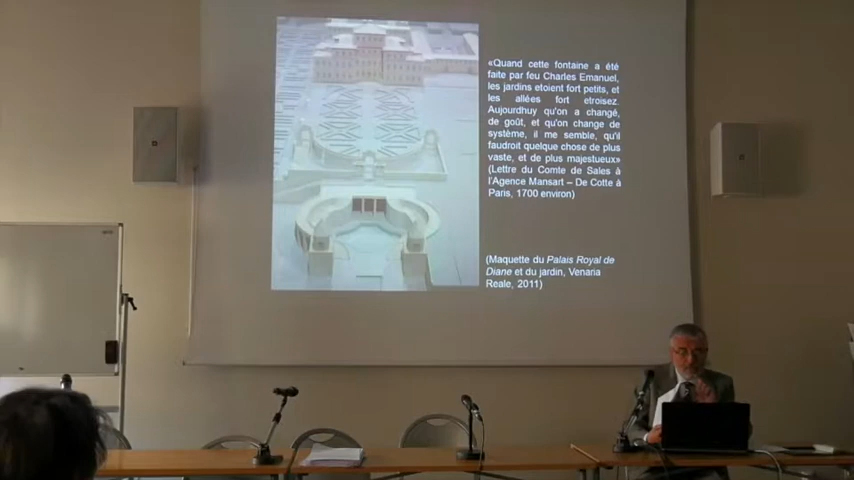 «Quand cette fontaine a été
faite par feu Charles Emanuel,
les jardins etoient fort petits, et
les allées fort etroisez.
Aujourdhuy qu'on a changé,
de goût, et qu'on change de
système, il me semble, qu'il
faudroit quelque chose de plus
vaste, et de plus majestueux»
(Lettre du Comte de Sales à
l'Agence Mansart – De Cotte à
Paris, 1700 environ)
(Maquette du Palais Royal de
Diane et du jardin, Venaria
Reale, 2011)